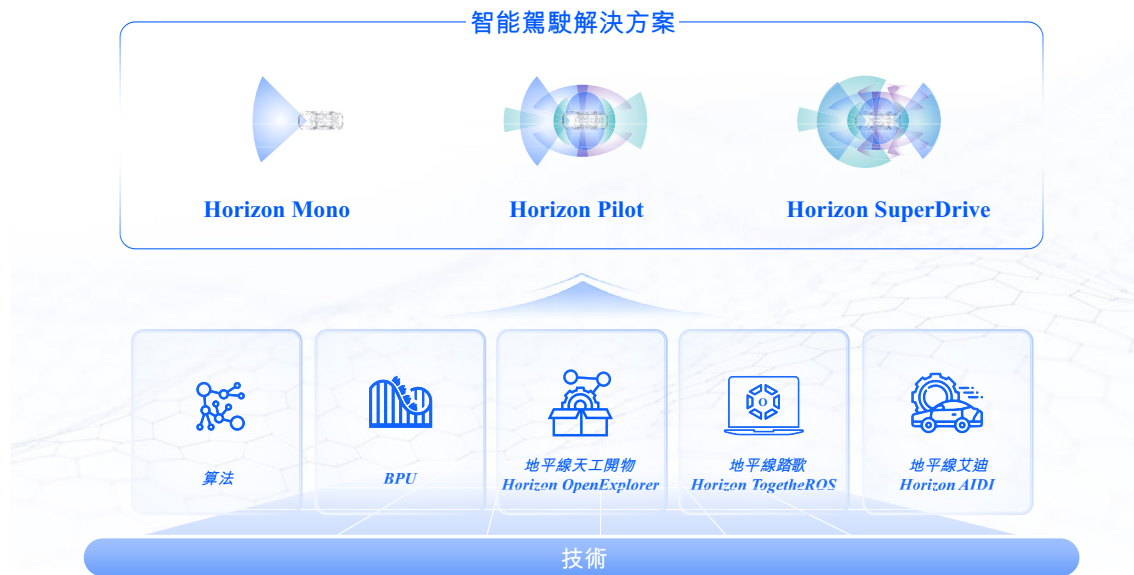 智能駕駛解決方案
Horizon Mono
Horizon Pilot
Horizon SuperDrive
算法
BPU
地平線天工開物
Horizon OpenExplorer
O
地平線踏歌
Horizon TogetheROS
地平線艾迪
Horizon AIDI
技術